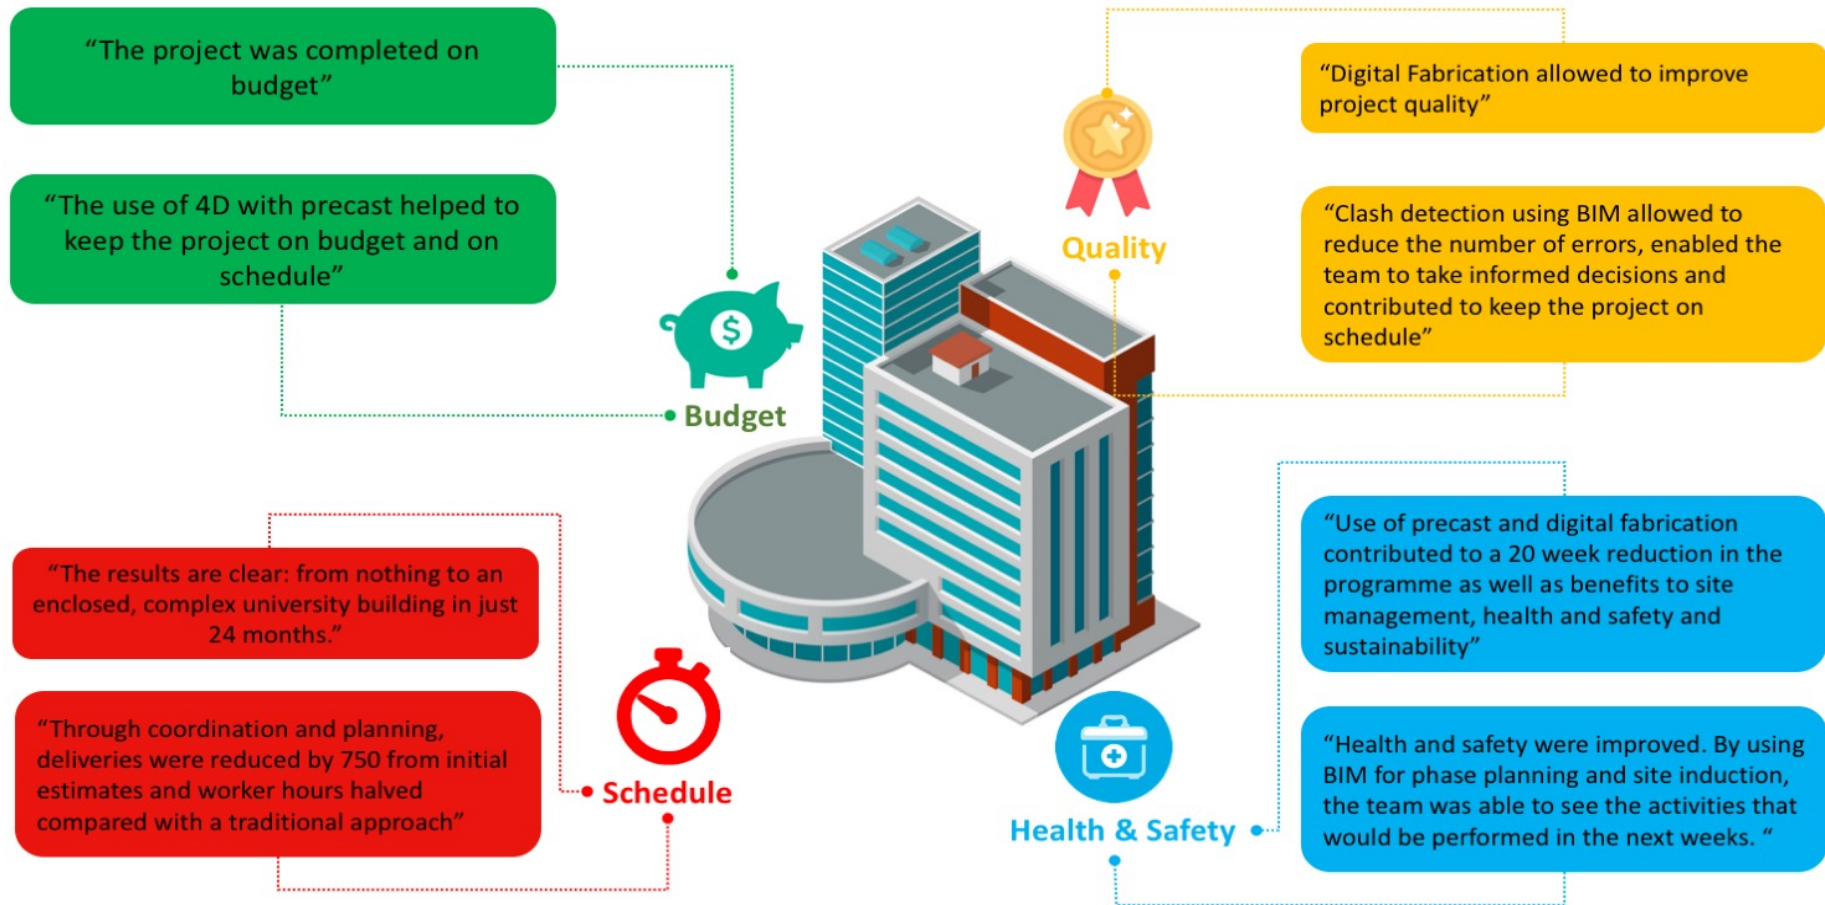 “The project was completed on
budget”
“The use of 4D with precast helped to
keep the project on budget and on
schedule”
$
Budget
“Digital Fabrication allowed to improve
project quality”
Quality
“Clash detection using BIM allowed to
reduce the number of errors, enabled the
team to take informed decisions and
contributed to keep the project on
schedule”
“The results are clear: from nothing to an
enclosed, complex university building in just
24 months.”
“Through coordination and planning,
deliveries were reduced by 750 from initial
estimates and worker hours halved
compared with a traditional approach”
Schedule
“Use of precast and digital fabrication
contributed to a 20 week reduction in the
programme as well as benefits to site
management, health and safety and
sustainability”
Health & Safety
“Health and safety were improved. By using
BIM for phase planning and site induction,
the team was able to see the activities that
would be performed in the next weeks. “